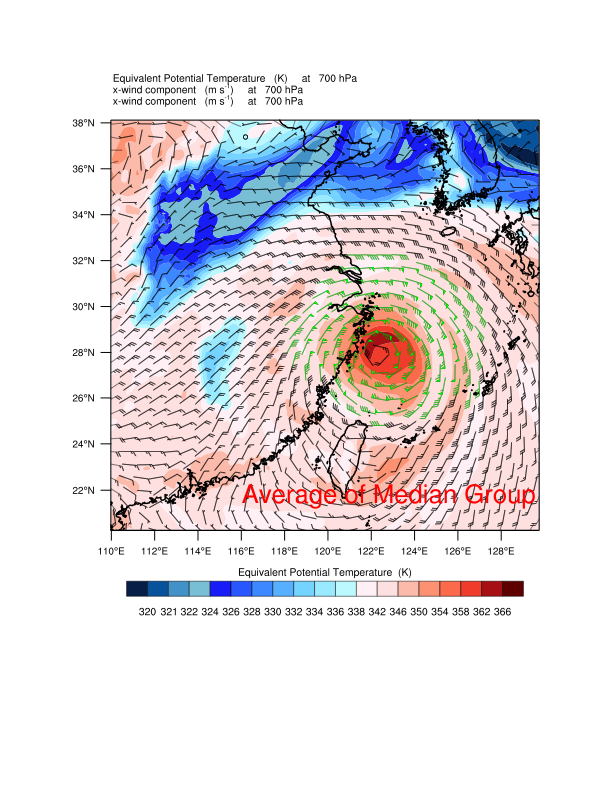 Equivalent Potential Temperature (K) at 700 hPa
x-wind component (m s⁻¹) at 700 hPa
x-wind component (m s⁻¹) at 700 hPa
38°N
36°N
34°N
32°N
30°N
28°N
26°N
24°N
22°N
Average of Median Group
110°E 112°E 114°E 116°E 118°E 120°E 122°E 124°E 126°E 128°E
Equivalent Potential Temperature (K)
320 321 322 324 326 328 330 332 334 336 338 342 346 350 354 358 362 366